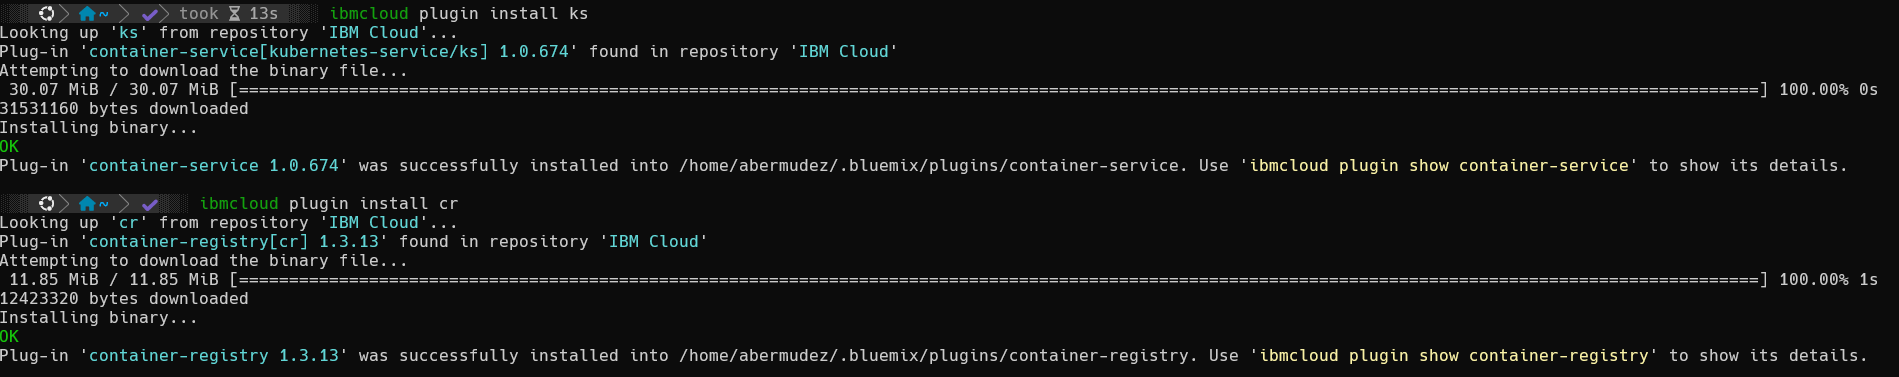 ~ took 13s ibmcloud plugin install ks
Looking up 'ks' from repository 'IBM Cloud'...
Plug-in 'container-service[kubernetes-service/ks] 1.0.674' found in repository 'IBM Cloud'
Attempting to download the binary file...
30.07 MiB / 30.07 MiB [========================================================================================================================================================] 100.00% 0s
31531160 bytes downloaded
Installing binary...
OK
Plug-in 'container-service 1.0.674' was successfully installed into /home/abermudez/.bluemix/plugins/container-service. Use 'ibmcloud plugin show container-service' to show its details.
~ ibmcloud plugin install cr
Looking up 'cr' from repository 'IBM Cloud'...
Plug-in 'container-registry[cr] 1.3.13' found in repository 'IBM Cloud'
Attempting to download the binary file...
11.85 MiB / 11.85 MiB [========================================================================================================================================================] 100.00% 1s
12423320 bytes downloaded
Installing binary...
OK
Plug-in 'container-registry 1.3.13' was successfully installed into /home/abermudez/.bluemix/plugins/container-registry. Use 'ibmcloud plugin show container-registry' to show its details.